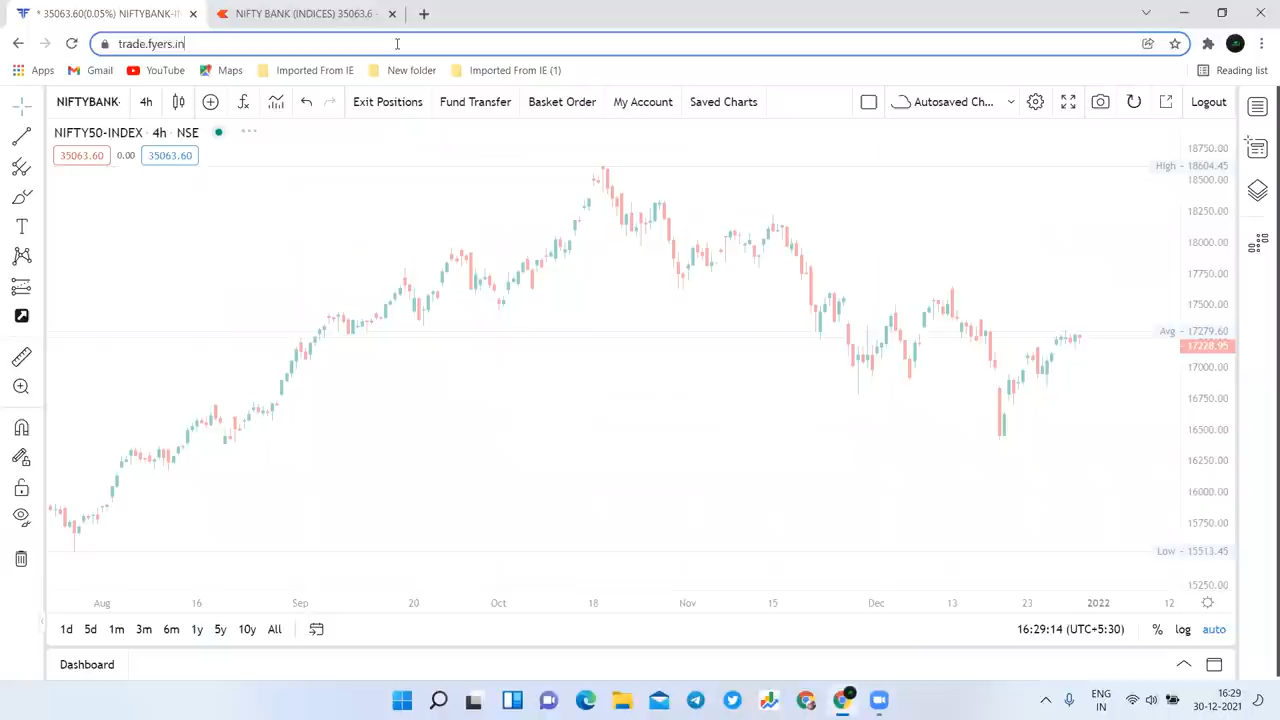 * 35063.60(0.05%) NIFTYBANK-IN
NIFTY BANK (INDICES) 35063.6
trade.fyers.in
Apps
Gmail
YouTube
Maps
Imported From IE
New folder
Imported From IE (1)
Reading list
NIFTYBANK-
4h
Exit Positions
Fund Transfer
Basket Order
My Account
Saved Charts
Autosaved Ch...
Logout
NIFTY50-INDEX · 4h · NSE
35063.60
0.00
35063.60
18750.00
High - 18604.45
18500.00
18250.00
18000.00
17750.00
17500.00
Avg - 17279.60
17228.95
17000.00
16750.00
16500.00
16250.00
16000.00
15750.00
Low - 15513.45
15250.00
Aug 16 Sep 20 Oct 18 Nov 15 Dec 13 23 2022 12
1d 5d 1m 3m 6m 1y 5y 10y All
16:29:14 (UTC+5:30)
%
log
auto
Dashboard
ENG
IN
16:29
30-12-2021